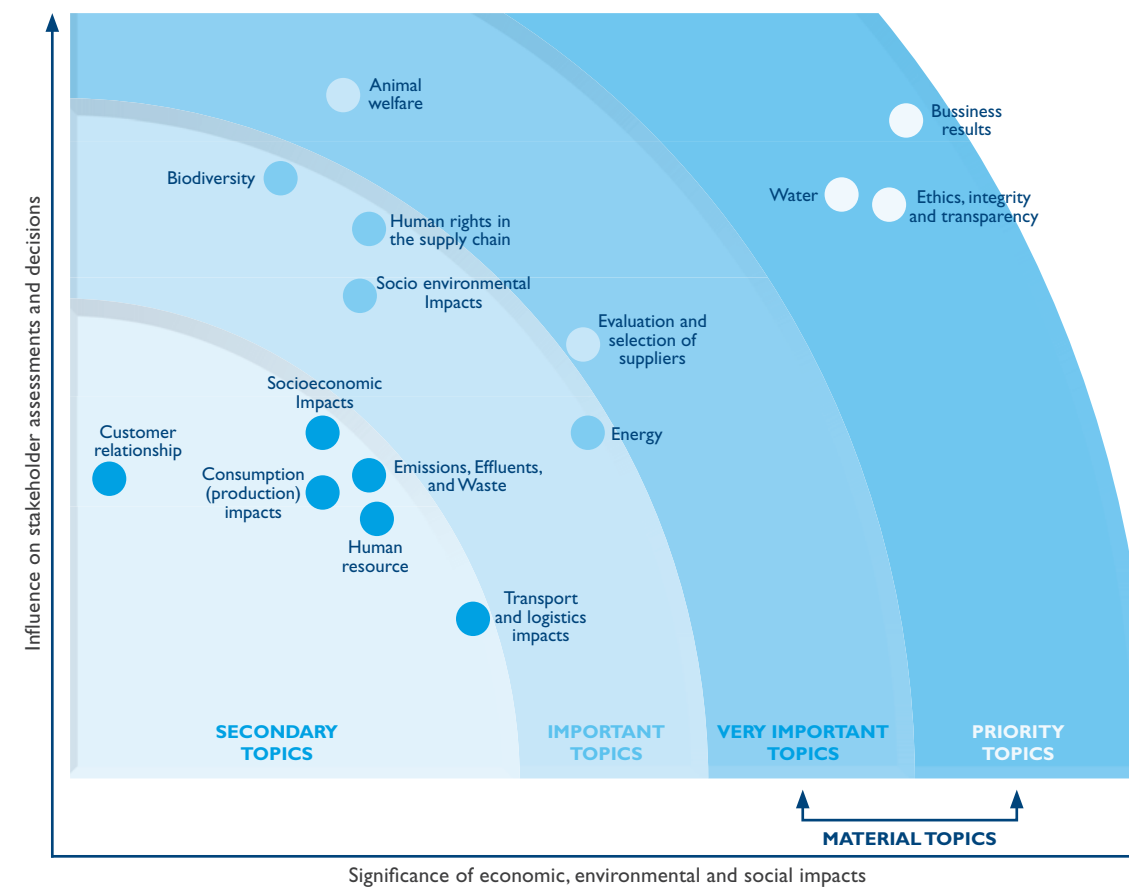 Influence on stakeholder assessments and decisions
Animal
welfare
Bussiness
results
Biodiversity
Water
Ethics, integrity
and transparency
Human rights in
the supply chain
Socio environmental
Impacts
Evaluation and
selection of
suppliers
Socioeconomic
Impacts
Customer
relationship
Energy
Consumption
(production)
impacts
Emissions, Effluents,
and Waste
Human
resource
Transport
and logistics
impacts
SECONDARY
TOPICS
IMPORTANT
TOPICS
VERY IMPORTANT
TOPICS
PRIORITY
TOPICS
MATERIAL TOPICS
Significance of economic, environmental and social impacts